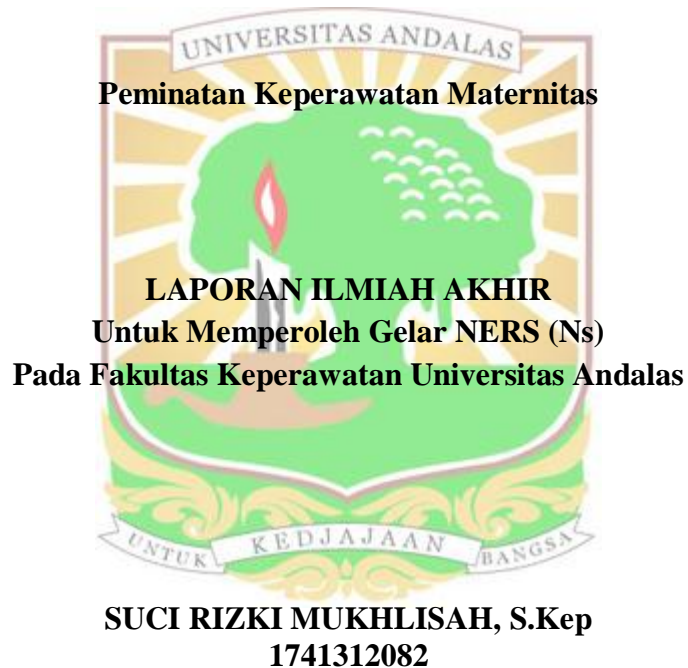 UNIVERSITAS ANDALAS
Peminatan Keperawatan Maternitas
LAPORAN ILMIAH AKHIR
Untuk Memperoleh Gelar NERS (Ns)
Pada Fakultas Keperawatan Universitas Andalas
UNTUK KEDJAJAAN BANGSA
SUCI RIZKI MUKHLISAH, S.Kep
1741312082